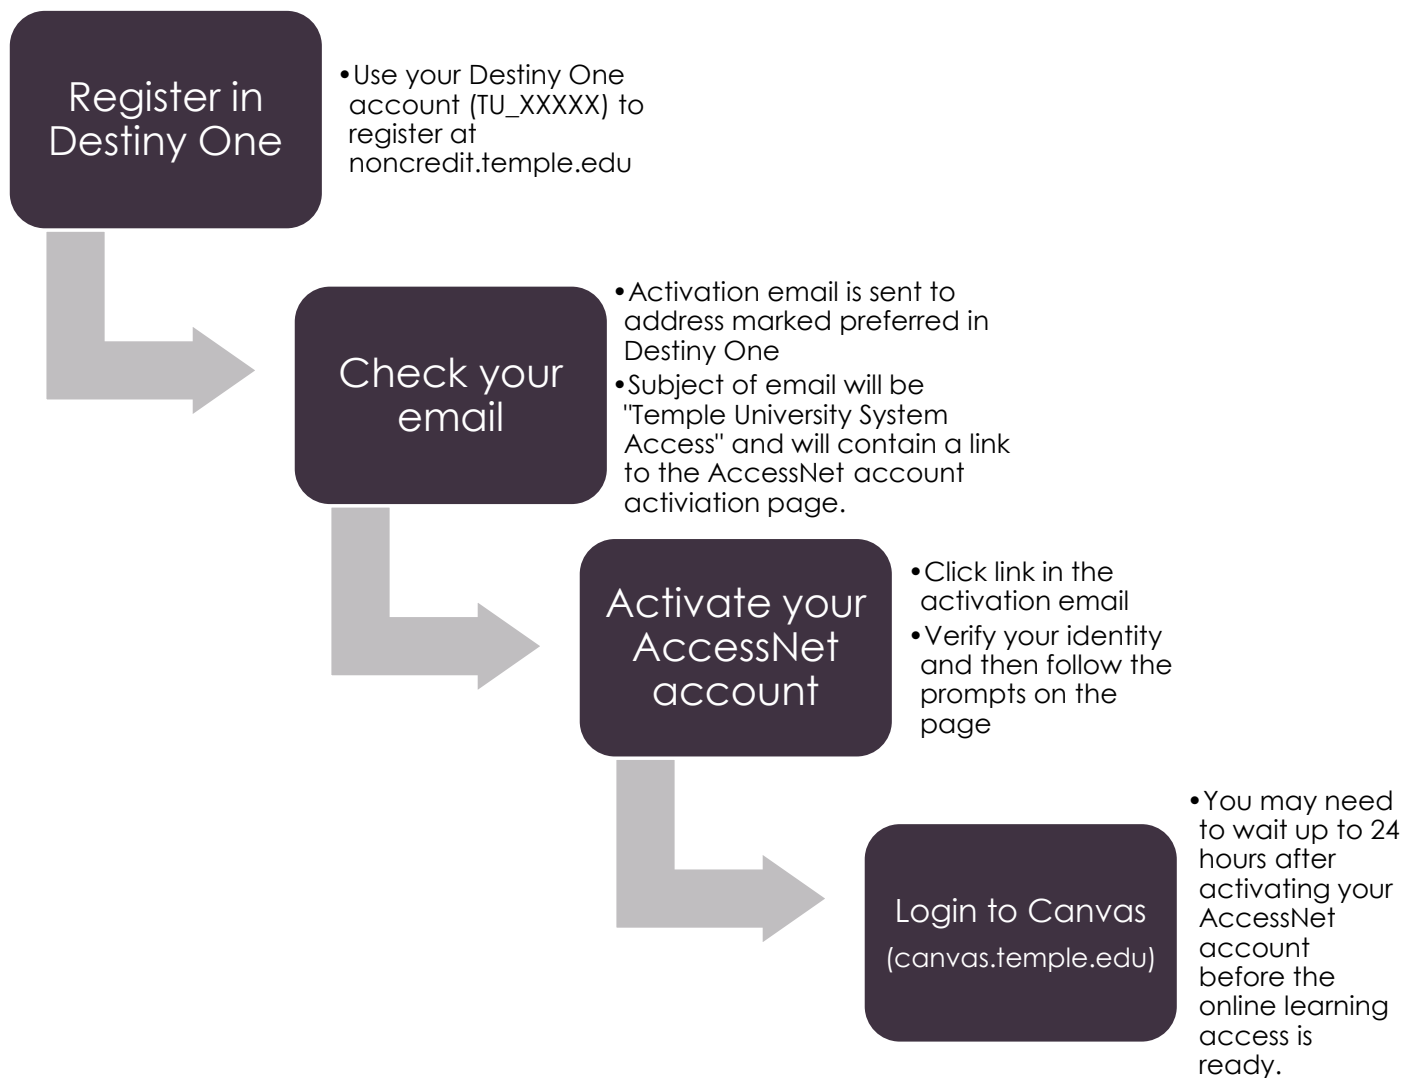 Register in
Destiny One
•Use your Destiny One
account (TU_XXXXX) to
register at
noncredit.temple.edu
Check your
email
•Activation email is sent to
address marked preferred in
Destiny One
•Subject of email will be
"Temple University System
Access" and will contain a link
to the AccessNet account
activiation page.
Activate your
AccessNet
account
•Click link in the
activation email
•Verify your identity
and then follow the
prompts on the
page
Login to Canvas
(canvas.temple.edu)
•You may need
to wait up to 24
hours after
activating your
AccessNet
account
before the
online learning
access is
ready.